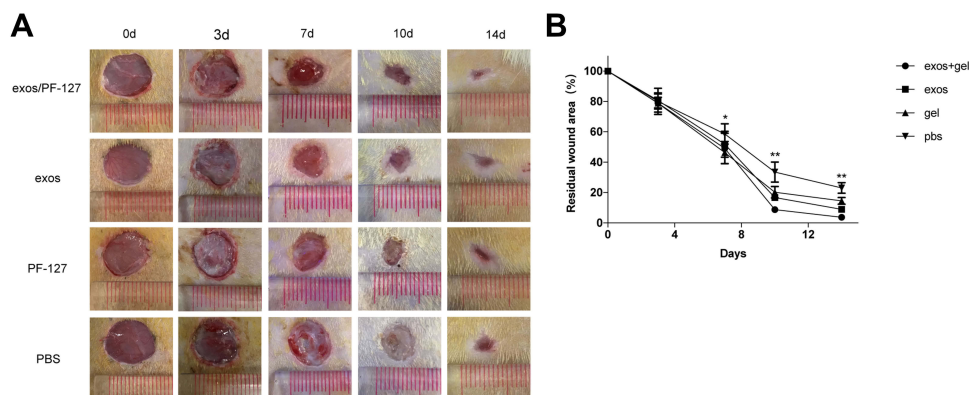 A
0d 3d 7d 10d 14d
exos/PF-127
exos
PF-127
PBS
B
Residual wound area (%)
100
80
60
40
20
0
0 4 8 12
Days
*
**
**
exos+gel
exos
gel
pbs